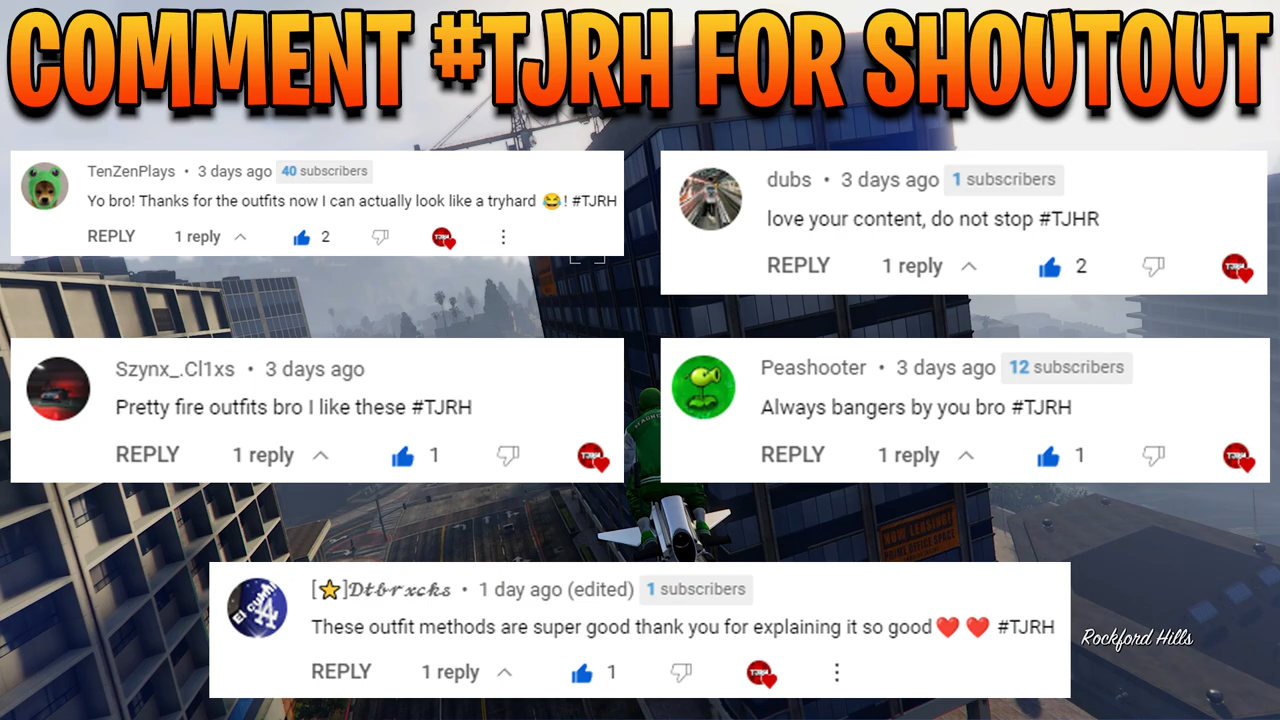 COMMENT #TJRH FOR SHOUTOUT
TenZenPlays • 3 days ago 40 subscribers
Yo bro! Thanks for the outfits now I can actually look like a tryhard 😂! #TJRH
REPLY 1 reply 2
dubs • 3 days ago 1 subscribers
love your content, do not stop #TJHR
REPLY 1 reply 2
Szynx_.Cl1xs • 3 days ago
Pretty fire outfits bro I like these #TJRH
REPLY 1 reply 1
Peashooter • 3 days ago 12 subscribers
Always bangers by you bro #TJRH
REPLY 1 reply 1
NOW LEASING!
PRIME OFFICE SPACE
[⭐]𝓓𝓽𝓫𝓻𝔁𝓬𝓴𝓼 • 1 day ago (edited) 1 subscribers
These outfit methods are super good thank you for explaining it so good❤️ ❤️ #TJRH
REPLY 1 reply 1
Rockford Hills